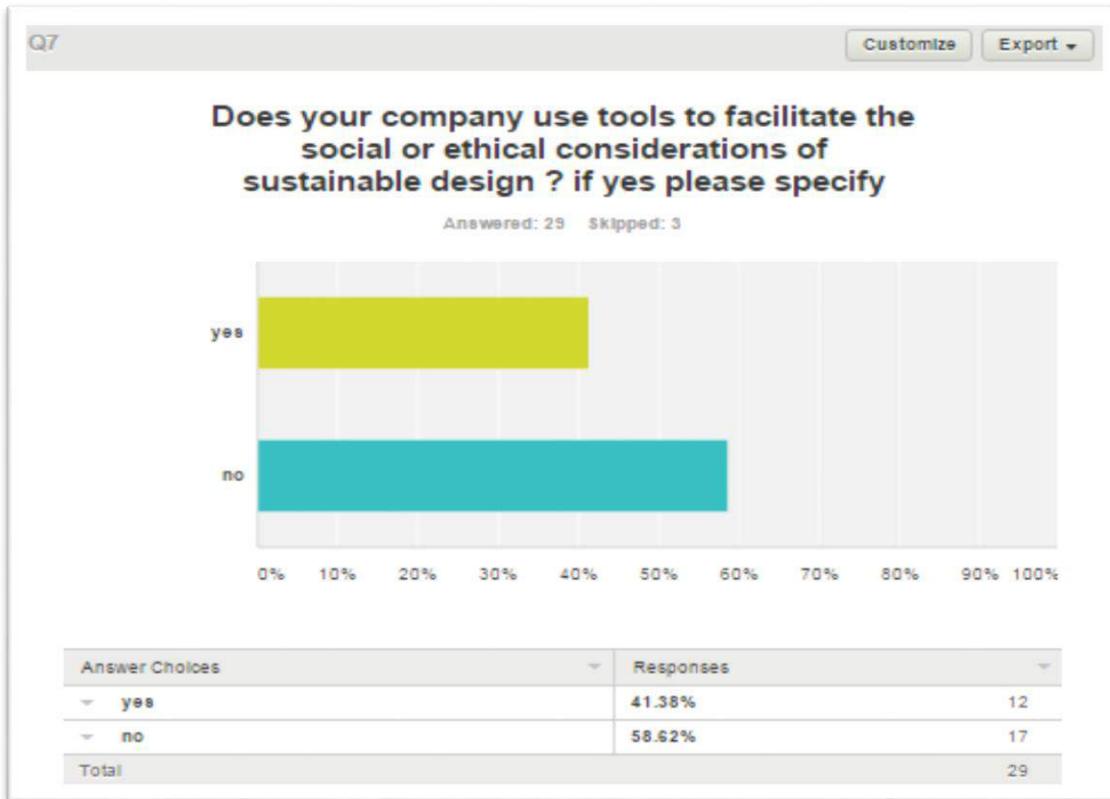 Q7
Customize Export
Does your company use tools to facilitate the
social or ethical considerations of
sustainable design ? if yes please specify
Answered: 29 Skipped: 3
yes
no
0% 10% 20% 30% 40% 50% 60% 70% 80% 90% 100%
Answer Choices Responses
yes 41.38% 12
no 58.62% 17
Total 29